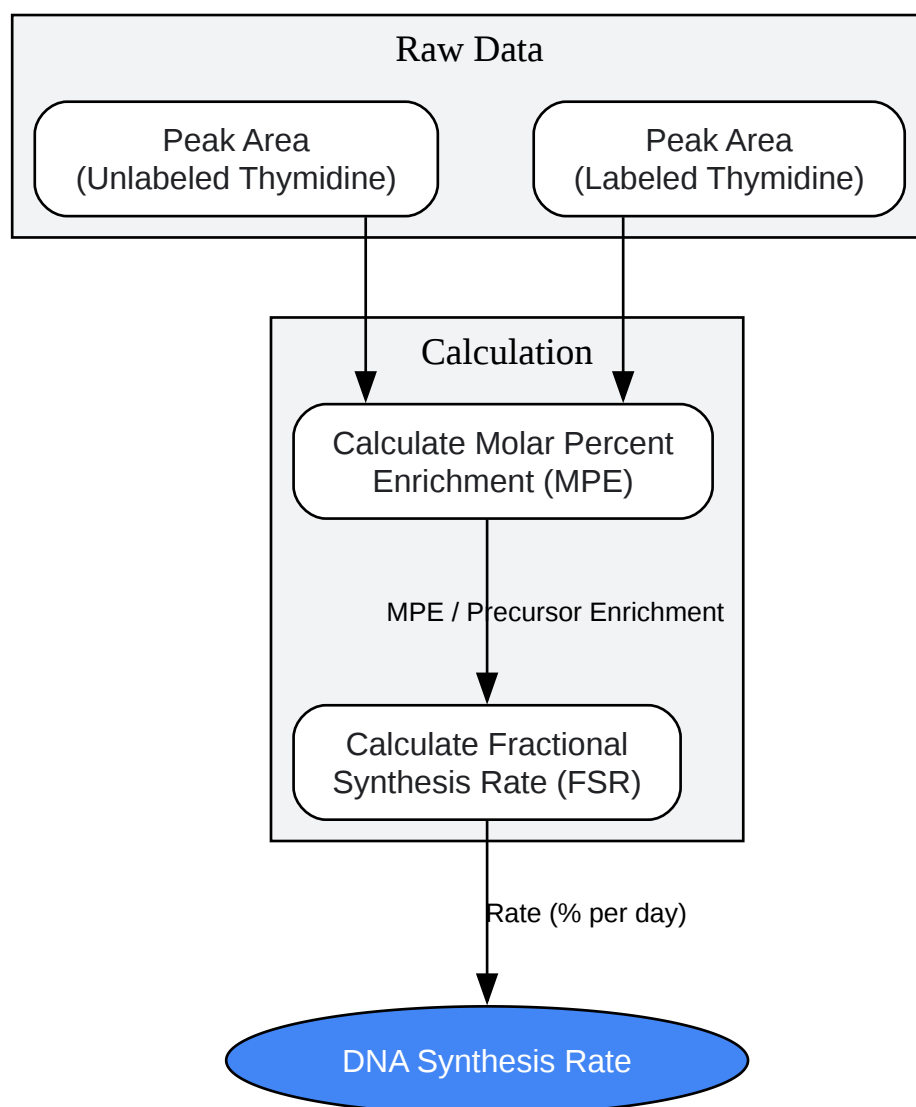 Raw Data
Peak Area
(Unlabeled Thymidine)
Peak Area
(Labeled Thymidine)
Calculation
Calculate Molar Percent
Enrichment (MPE)
MPE / Precursor Enrichment
Calculate Fractional
Synthesis Rate (FSR)
Rate (% per day)
DNA Synthesis Rate